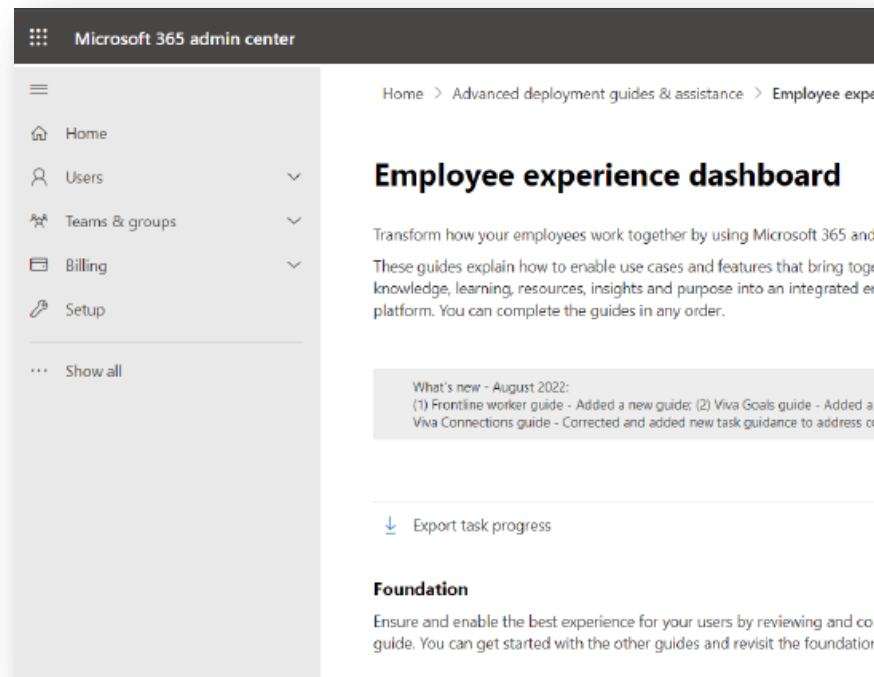 Microsoft 365 admin center
Home > Advanced deployment guides & assistance > Employee expe
Home
Users
Teams & groups
Billing
Setup
Show all
Employee experience dashboard
Transform how your employees work together by using Microsoft 365 and
These guides explain how to enable use cases and features that bring toge
knowledge, learning, resources, insights and purpose into an integrated e
platform. You can complete the guides in any order.
What's new - August 2022:
(1) Frontline worker guide - Added a new guide; (2) Viva Goals guide - Added a
Viva Connections guide - Corrected and added new task guidance to address c
Export task progress
Foundation
Ensure and enable the best experience for your users by reviewing and co
guide. You can get started with the other guides and revisit the foundation